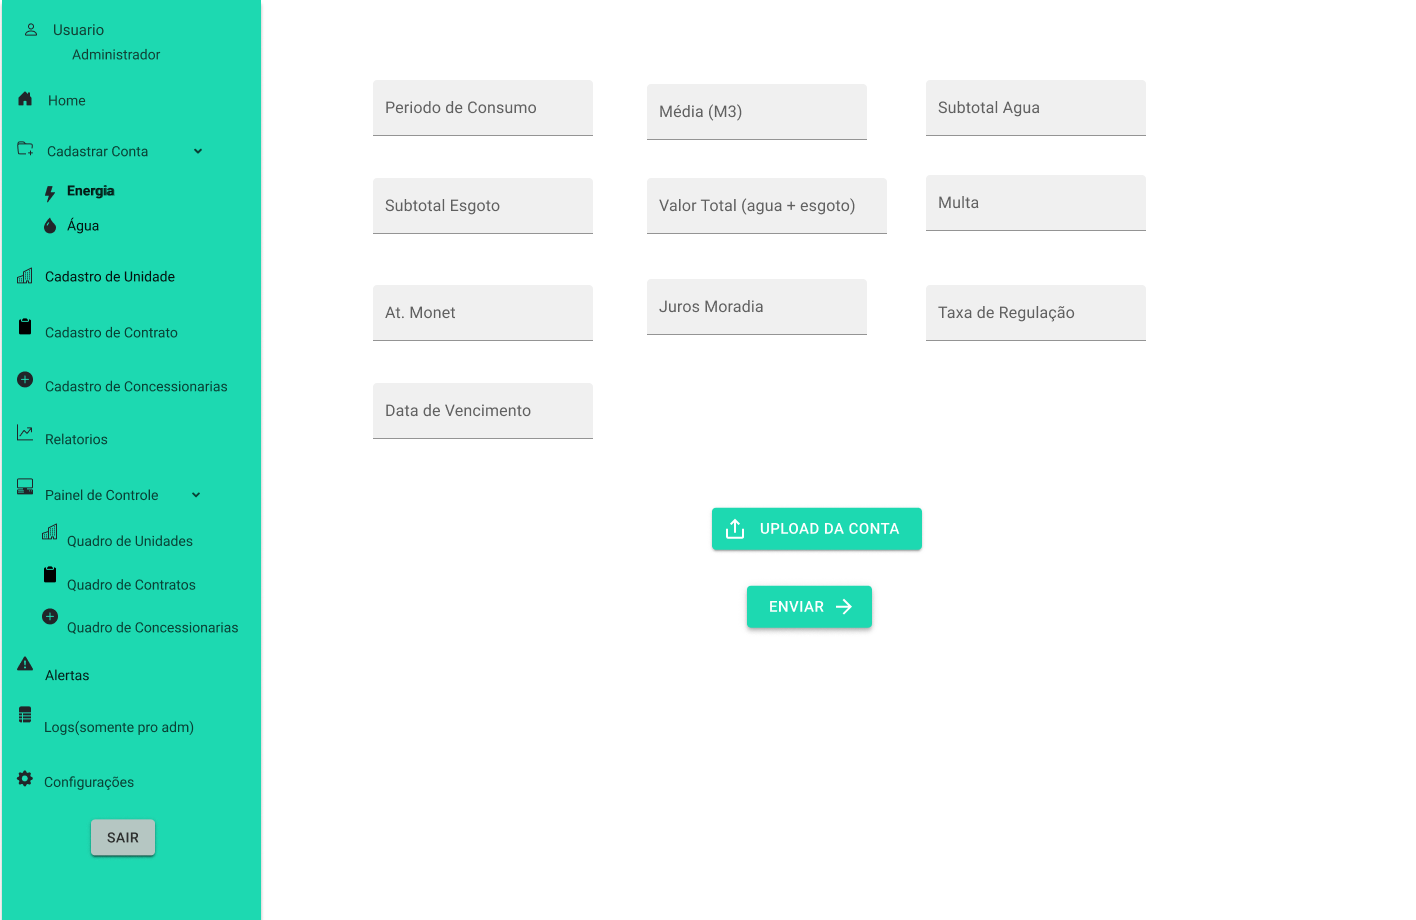 Usuario
Administrador
Home
Cadastrar Conta
Energia
Água
Cadastro de Unidade
Cadastro de Contrato
Cadastro de Concessionarias
Relatorios
Painel de Controle
Quadro de Unidades
Quadro de Contratos
Quadro de Concessionarias
Alertas
Logs(somente pro adm)
Configurações
SAIR
Periodo de Consumo
Média (M3)
Subtotal Agua
Subtotal Esgoto
Valor Total (agua + esgoto)
Multa
At. Monet
Juros Moradia
Taxa de Regulação
Data de Vencimento
UPLOAD DA CONTA
ENVIAR